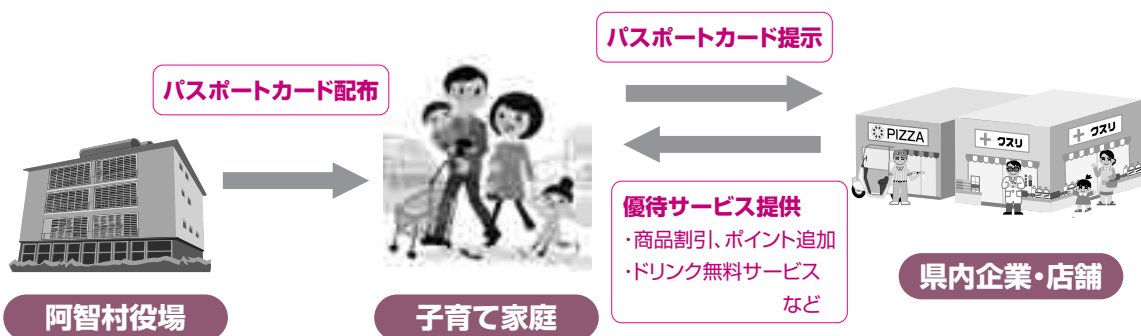 パスポートカード配布
パスポートカード提示
優待サービス提供
・商品割引、ポイント追加
・ドリンク無料サービス
など
PIZZA
クスリ
クスリ
阿智村役場
子育て家庭
県内企業・店舗